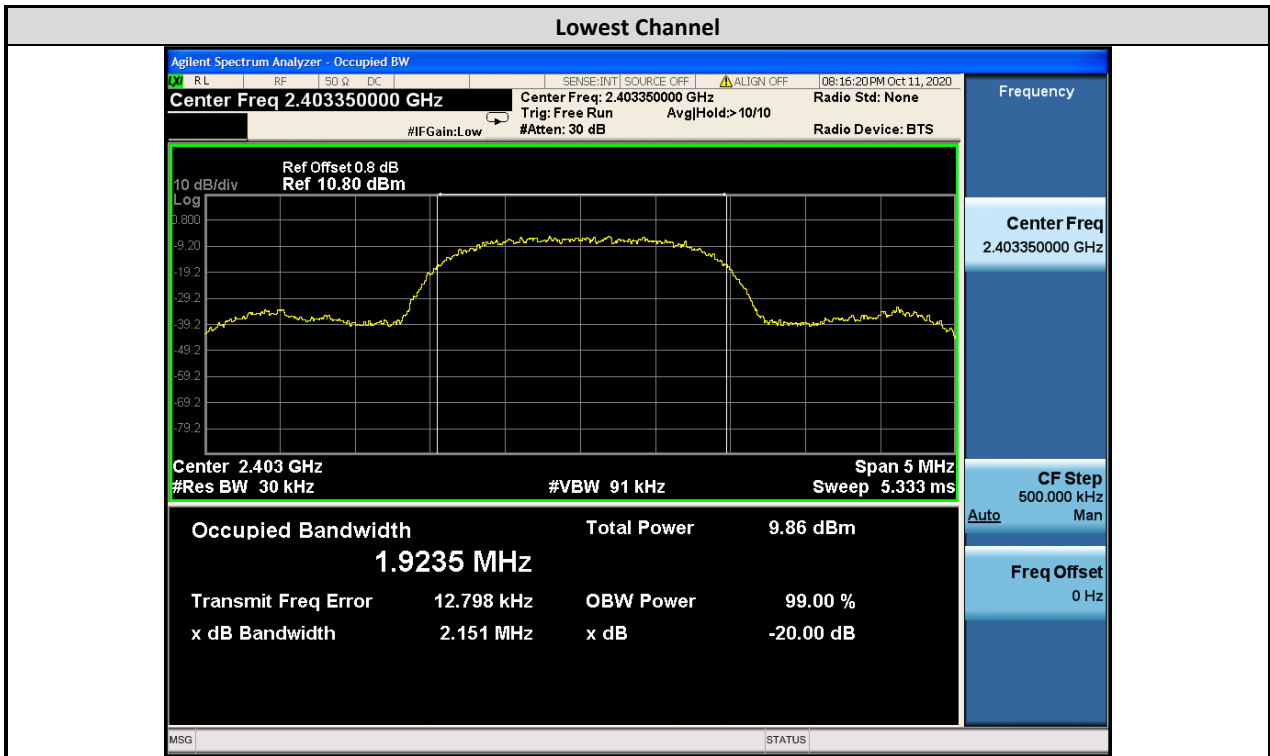 Lowest Channel
Agilent Spectrum Analyzer - Occupied BW
LXI RL RF 50 Ω DC SENSE:INT SOURCE OFF ALIGN OFF 08:16:20 PM Oct 11, 2020
Center Freq 2.403350000 GHz
#IFGain:Low
Center Freq: 2.403350000 GHz
Trig: Free Run Avg|Hold:>10/10
#Atten: 30 dB
Radio Std: None
Radio Device: BTS
Frequency
Ref Offset 0.8 dB
10 dB/div Ref 10.80 dBm
Log
0.800
-9.20
-19.2
-29.2
-39.2
-49.2
-59.2
-69.2
-79.2
Center 2.403 GHz Span 5 MHz
#Res BW 30 kHz #VBW 91 kHz Sweep 5.333 ms
Occupied Bandwidth Total Power 9.86 dBm
1.9235 MHz
Transmit Freq Error 12.798 kHz OBW Power 99.00 %
x dB Bandwidth 2.151 MHz x dB -20.00 dB
Center Freq
2.403350000 GHz
CF Step
500.000 kHz
Auto Man
Freq Offset
0 Hz
MSG STATUS